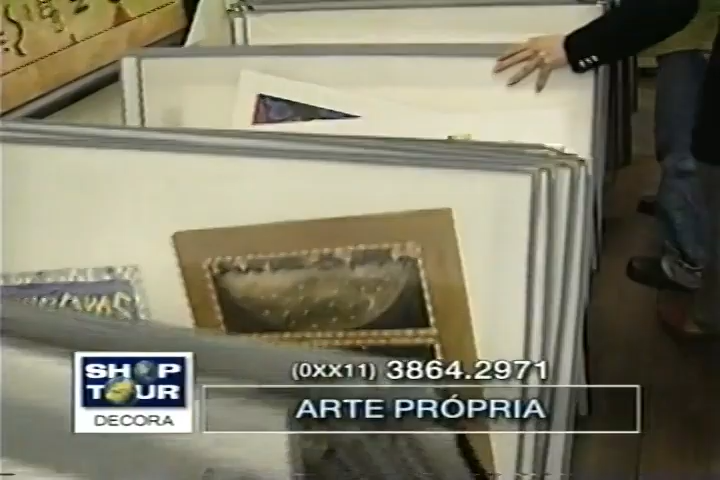 (0XX11) 3864.2971
SHOP
TOUR
DECORA
ARTE PRÓPRIA